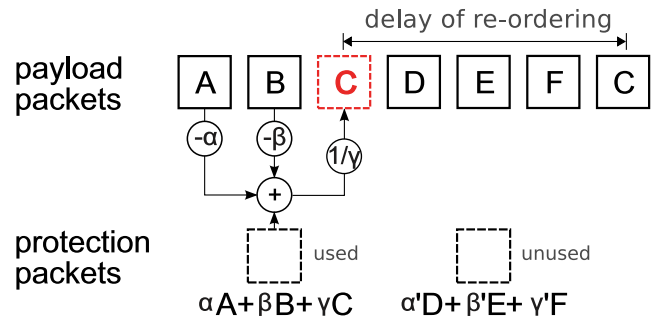 delay of re-ordering
payload
packets
A B C D E F C
-α -β 1/γ
+
protection
packets
used unused
αA+βB+γC α'D+β'E+γ'F